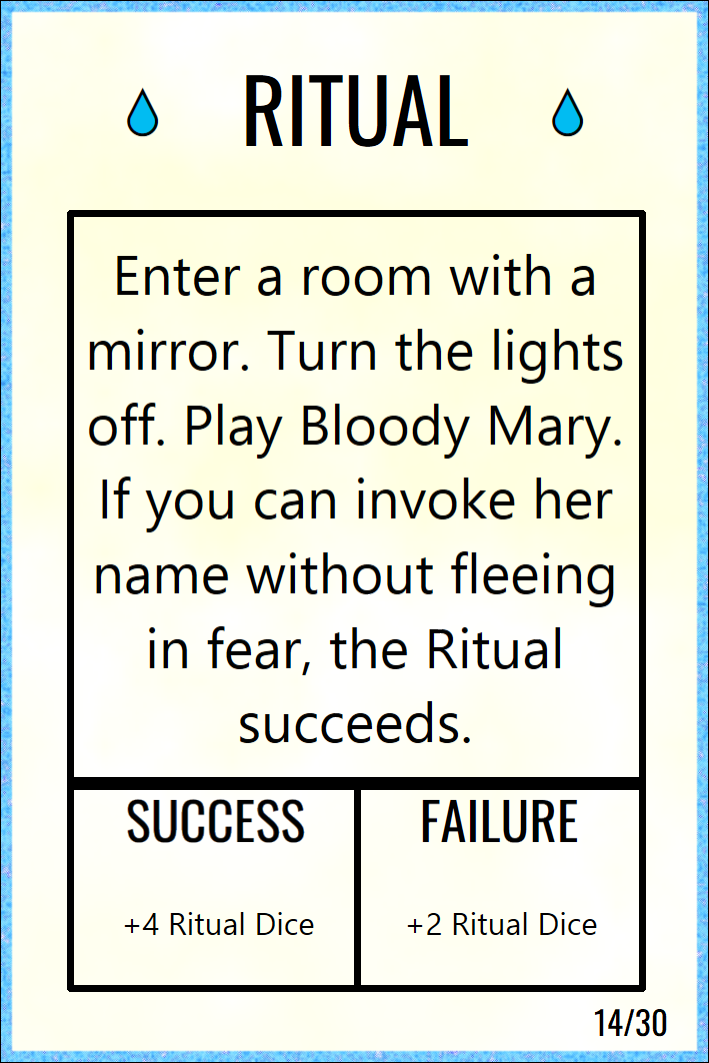 RITUAL
Enter a room with a
mirror. Turn the lights
off. Play Bloody Mary.
If you can invoke her
name without fleeing
in fear, the Ritual
succeeds.
SUCCESS
+4 Ritual Dice
FAILURE
+2 Ritual Dice
14/30